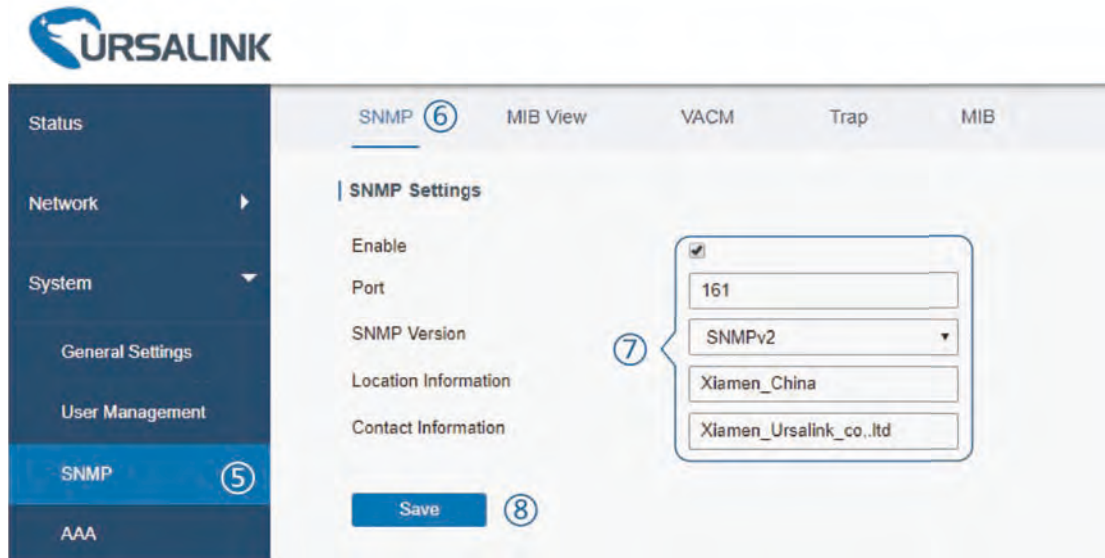 URSALINK
Status
Network
System
General Settings
User Management
SNMP ⑤
AAA
SNMP ⑥ MIB View VACM Trap MIB
SNMP Settings
Enable
Port 161
SNMP Version SNMPv2
⑦
Location Information Xiamen_China
Contact Information Xiamen_Ursalink_co,.ltd
Save ⑧